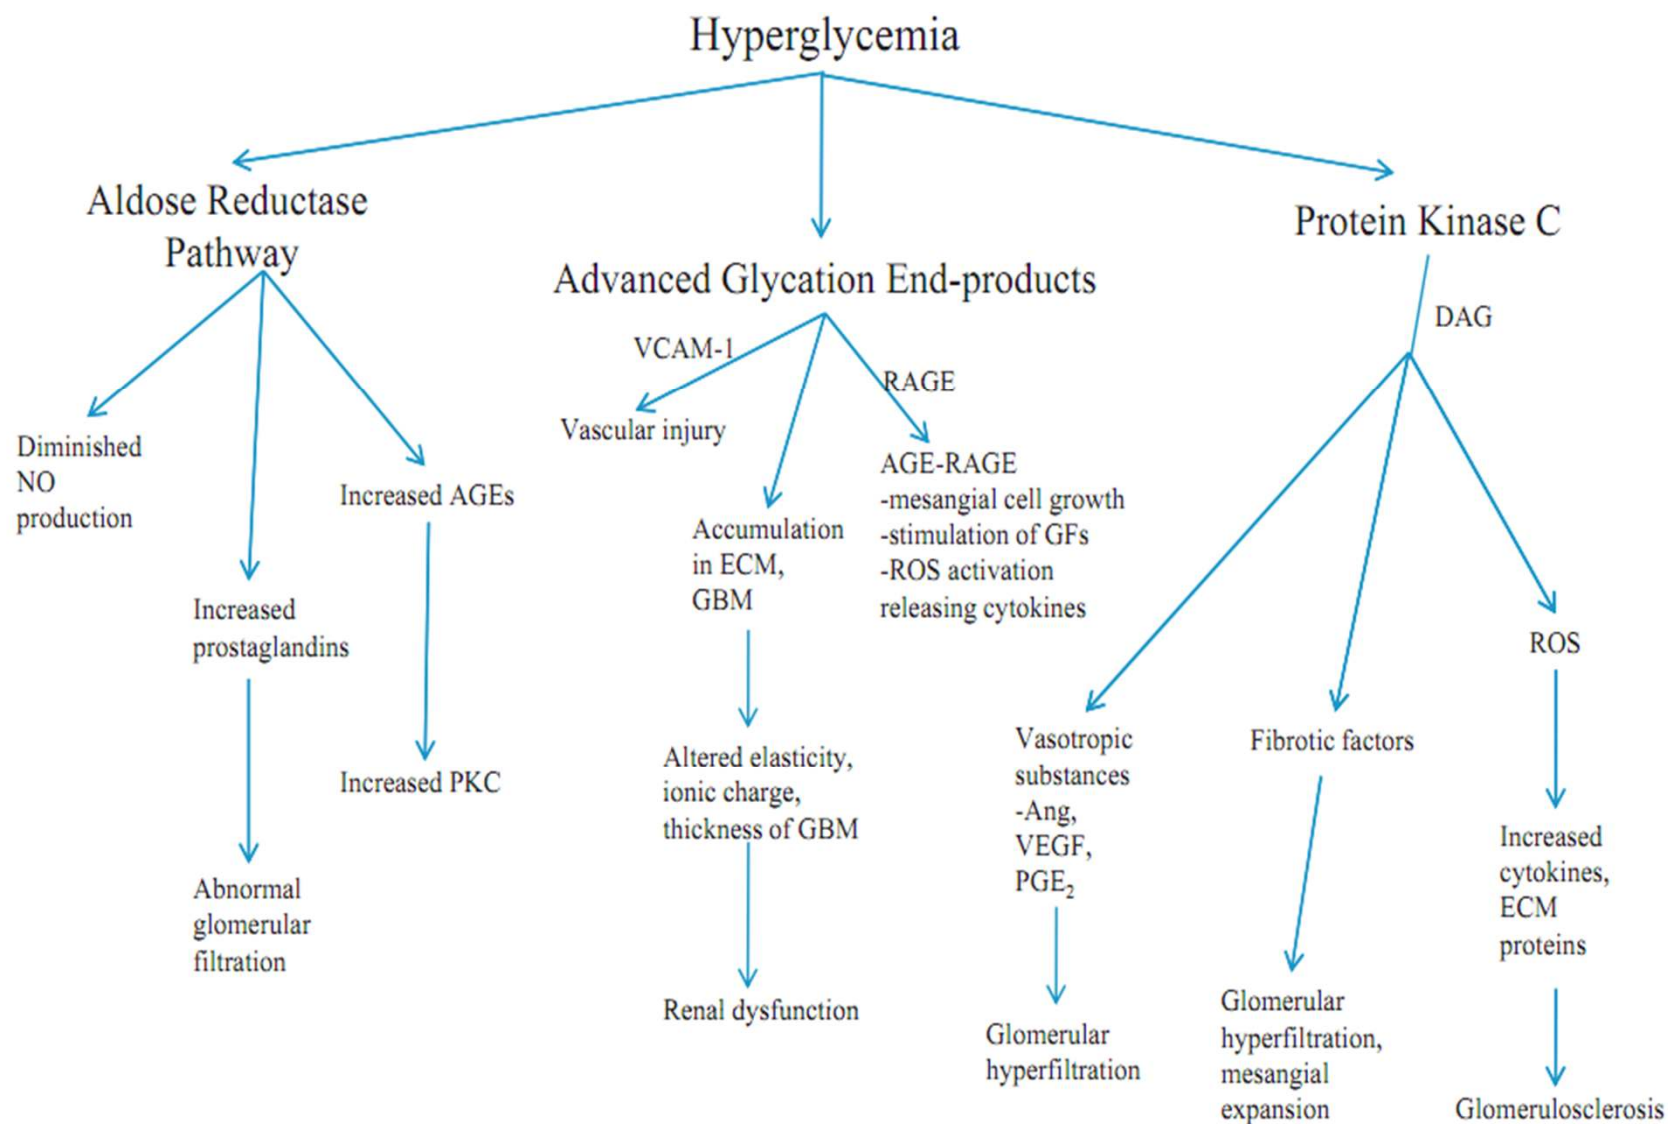 Hyperglycemia
Aldose Reductase
Pathway
Diminished
NO
production
Increased
prostaglandins
Abnormal
glomerular
filtration
Increased AGEs
Increased PKC
Advanced Glycation End-products
VCAM-1
Vascular injury
Accumulation
in ECM,
GBM
Altered elasticity,
ionic charge,
thickness of GBM
Renal dysfunction
RAGE
AGE-RAGE
-mesangial cell growth
-stimulation of GFs
-ROS activation
releasing cytokines
Protein Kinase C
DAG
Vasotropic
substances
-Ang,
VEGF,
PGE₂
Glomerular
hyperfiltration
Fibrotic factors
Glomerular
hyperfiltration,
mesangial
expansion
ROS
Increased
cytokines,
ECM
proteins
Glomerulosclerosis